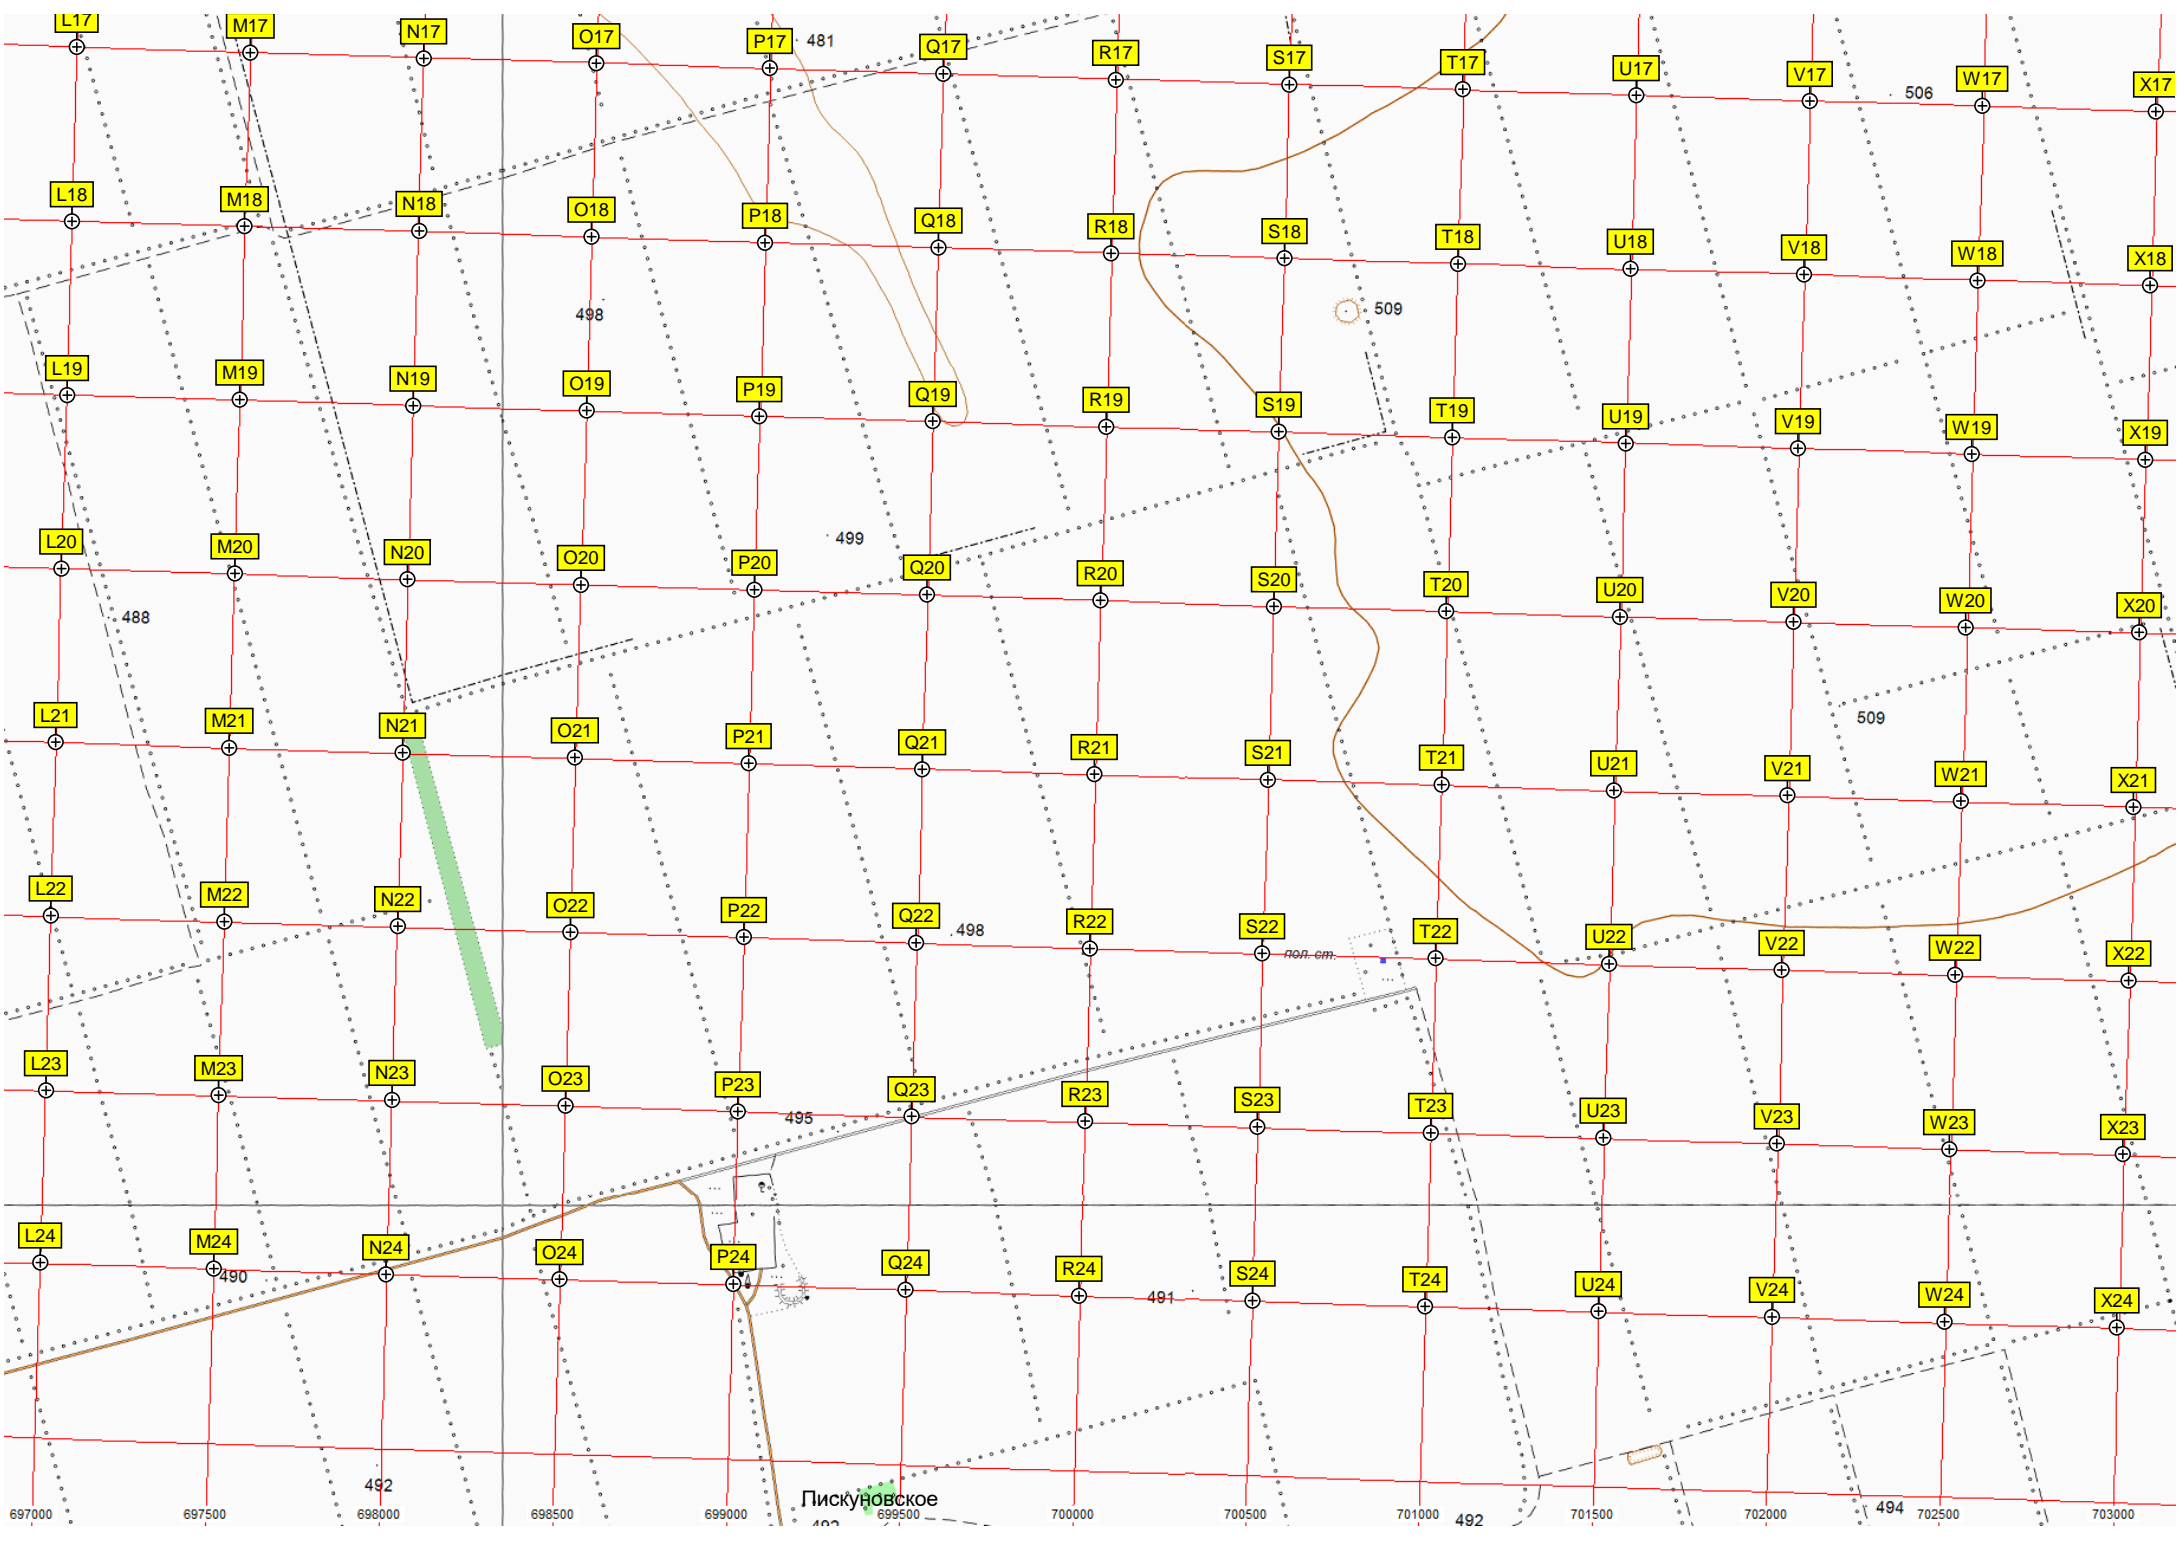 L17 M17 N17 O17 P17 481 Q17 R17 S17 T17 U17 V17 506 W17 X17
L18 M18 N18 O18 P18 Q18 R18 S18 T18 U18 V18 W18 X18
498 509
L19 M19 N19 O19 P19 Q19 R19 S19 T19 U19 V19 W19 X19
499
L20 M20 N20 O20 P20 Q20 R20 S20 T20 U20 V20 W20 X20
488
L21 M21 N21 O21 P21 Q21 R21 S21 T21 U21 V21 W21 X21
509
L22 M22 N22 O22 P22 Q22 498 R22 S22 T22 U22 V22 W22 X22
пол. ст.
L23 M23 N23 O23 P23 Q23 R23 S23 T23 U23 V23 W23 X23
495
L24 M24 N24 O24 P24 Q24 R24 S24 T24 U24 V24 W24 X24
490 491
492 Пискуновское 494
697000 697500 698000 698500 699000 699500 700000 700500 701000 701500 702000 702500 703000
492